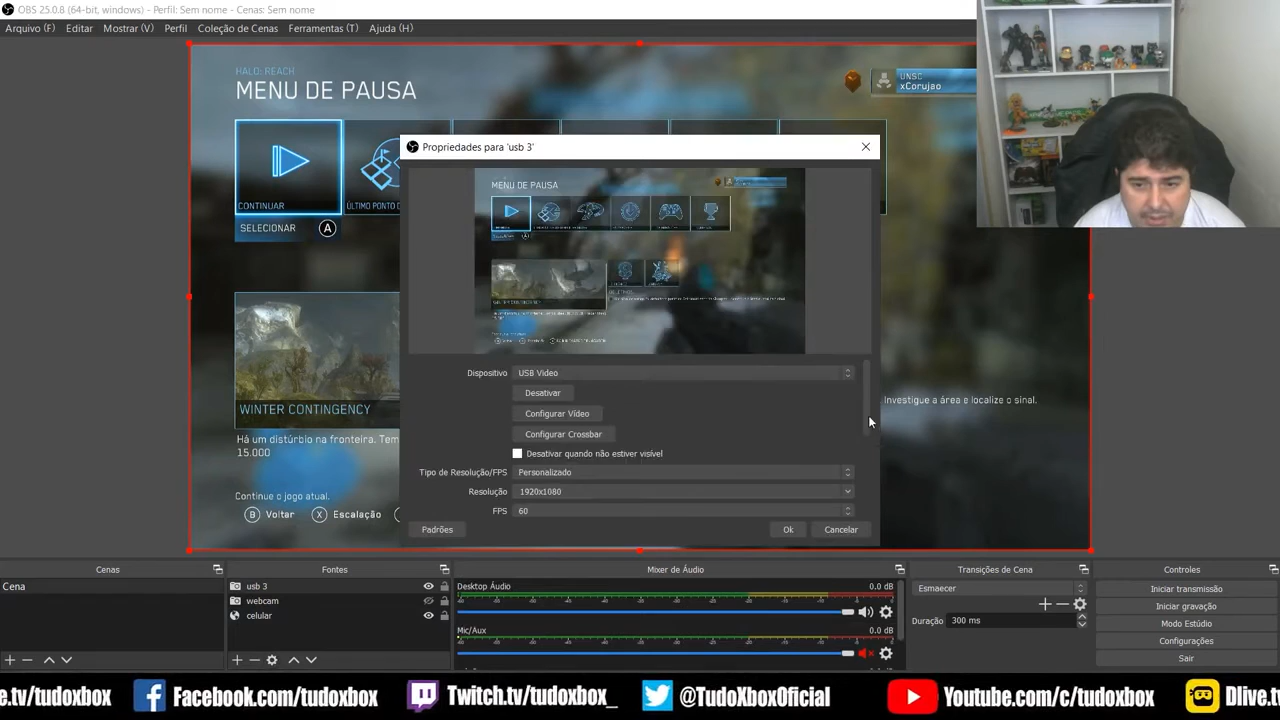 OBS 25.0.8 (64-bit, windows) - Perfil: Sem nome - Cenas: Sem nome
Arquivo (F) Editar Mostrar (V) Perfil Coleção de Cenas Ferramentas (T) Ajuda (H)
HALO: REACH
MENU DE PAUSA
UNSC
xCorujao
CONTINUAR
ÚLTIMO PONTO D
SELECIONAR A
WINTER CONTINGENCY
Há um distúrbio na fronteira. Tem
15.000
Continue o jogo atual.
B Voltar X Escalação
Investigue a área e localize o sinal.
Propriedades para 'usb 3'
MENU DE PAUSA
Dispositivo USB Video
Desativar
Configurar Vídeo
Configurar Crossbar
Desativar quando não estiver visível
Tipo de Resolução/FPS Personalizado
Resolução 1920x1080
FPS 60
Padrões Ok Cancelar
Cenas
Cena
Fontes
usb 3
webcam
celular
Mixer de Áudio
Desktop Áudio 0.0 dB
Mic/Aux 0.0 dB
Transições de Cena
Esmaecer
Duração 300 ms
Controles
Iniciar transmissão
Iniciar gravação
Modo Estúdio
Configurações
Sair
e.tv/tudoxbox Facebook.com/tudoxbox Twitch.tv/tudoxbox_ @TudoXboxOficial Youtube.com/c/tudoxbox Dlive.tv